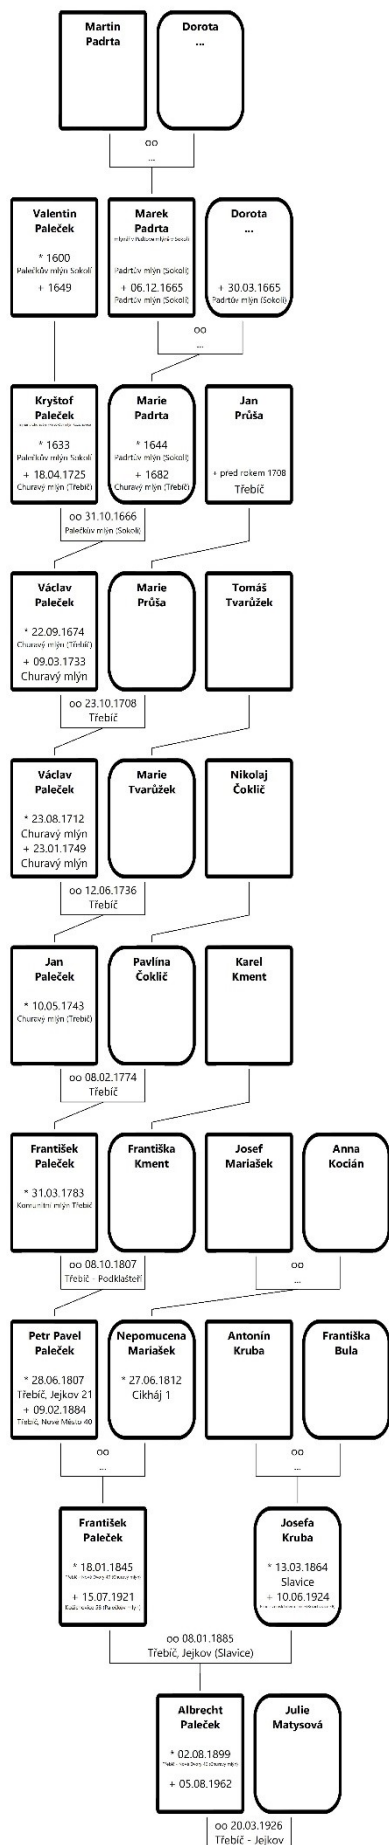 Martin
Padrta
Dorota
...
oo
...
Valentin
Paleček
* 1600
Palečkův mlýn Sokolí
+ 1649
Marek
Padrta
Padrtův mlýn (Sokolí)
+ 06.12.1665
Padrtův mlýn (Sokolí)
Dorota
...
+ 30.03.1665
Padrtův mlýn (Sokolí)
oo
...
Kryštof
Paleček
* 1633
Palečkův mlýn Sokolí
+ 18.04.1725
Churavý mlýn (Třebíč)
Marie
Padrta
* 1644
Padrtův mlýn (Sokolí)
+ 1682
Churavý mlýn (Třebíč)
Jan
Průša
+ pred rokem 1708
Třebíč
oo 31.10.1666
Palečkův mlýn (Sokolí)
Václav
Paleček
* 22.09.1674
Churavý mlýn (Třebíč)
+ 09.03.1733
Churavý mlýn
Marie
Průša
Tomáš
Tvarůžek
oo 23.10.1708
Třebíč
Václav
Paleček
* 23.08.1712
Churavý mlýn
+ 23.01.1749
Churavý mlýn
Marie
Tvarůžek
Nikolaj
Čoklič
oo 12.06.1736
Třebíč
Jan
Paleček
* 10.05.1743
Churavý mlýn (Třebíč)
Pavlína
Čoklič
Karel
Kment
oo 08.02.1774
Třebíč
František
Paleček
* 31.03.1783
Komunitní mlýn Třebíč
Františka
Kment
Josef
Mariašek
Anna
Kocián
oo 08.10.1807
Třebíč - Podklášteří
oo
...
Petr Pavel
Paleček
* 28.06.1807
Třebíč, Jejkov 21
+ 09.02.1884
Třebíč, Nové Město 40
Nepomucena
Mariašek
* 27.06.1812
Cikháj 1
Antonín
Kruba
Františka
Bula
oo
...
oo
...
František
Paleček
* 18.01.1845
+ 15.07.1921
Josefa
Kruba
* 13.03.1864
Slavice
+ 10.06.1924
oo 08.01.1885
Třebíč, Jejkov (Slavice)
Albrecht
Paleček
* 02.08.1899
+ 05.08.1962
Julie
Matysová
oo 20.03.1926
Třebíč - Jejkov